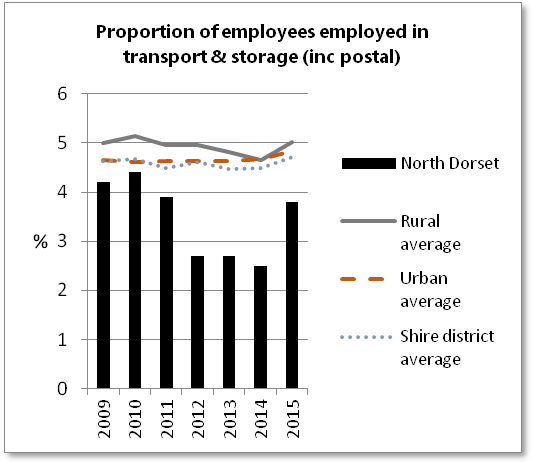 Proportion of employees employed in
transport & storage (inc postal)
6
5
4
3
2
1
0
%
2009
2010
2011
2012
2013
2014
2015
North Dorset
Rural
average
Urban
average
Shire district
average